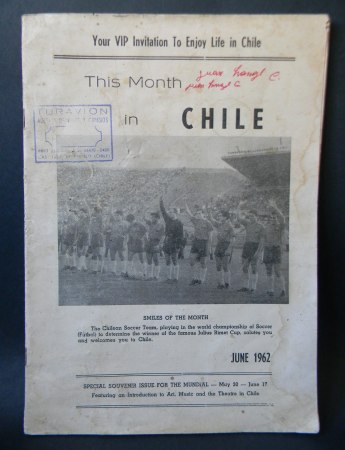 Your VIP Invitation To Enjoy Life in Chile
This Month
in CHILE
TURAVION
SMILES OF THE MONTH
The Chilean Soccer Team, playing in the world championship of Soccer
(Fútbol) to determine the winner of the famous Julius Rimet Cup, salutes you
and welcomes you to Chile.
JUNE 1962
SPECIAL SOUVENIR ISSUE FOR THE MUNDIAL — May 30 — June 17
Featuring an Introduction to Art, Music and the Theatre in Chile